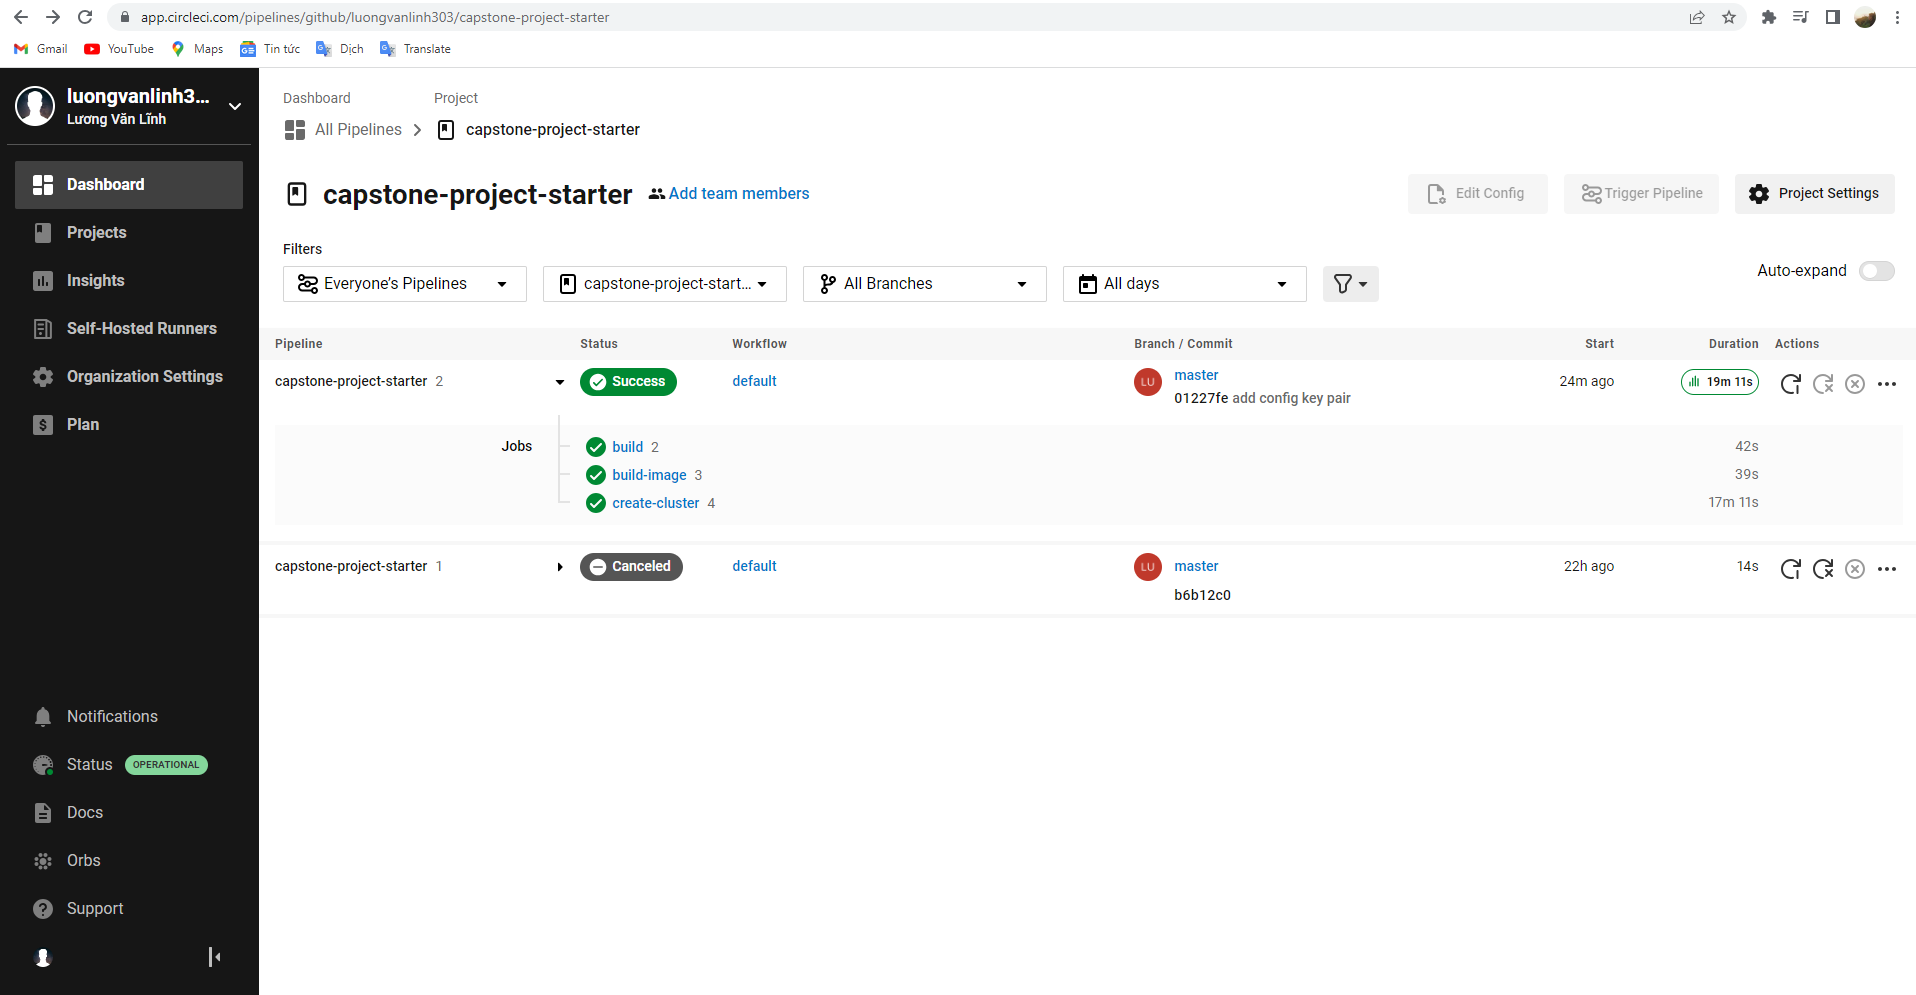 app.circleci.com/pipelines/github/luongvanlinh303/capstone-project-starter
Gmail YouTube Maps Tin tức Dịch Translate
luongvanlinh3...
Lương Văn Lĩnh
Dashboard
Projects
Insights
Self-Hosted Runners
Organization Settings
$ Plan
Notifications
Status OPERATIONAL
Docs
Orbs
? Support
Dashboard Project
All Pipelines capstone-project-starter
capstone-project-starter Add team members Edit Config Trigger Pipeline Project Settings
Filters
Everyone’s Pipelines capstone-project-start... All Branches All days Auto-expand
Pipeline Status Workflow Branch / Commit Start Duration Actions
capstone-project-starter 2 Success default LU master 24m ago 19m 11s
01227fe add config key pair
Jobs build 2 42s
build-image 3 39s
create-cluster 4 17m 11s
capstone-project-starter 1 Canceled default LU master 22h ago 14s
b6b12c0